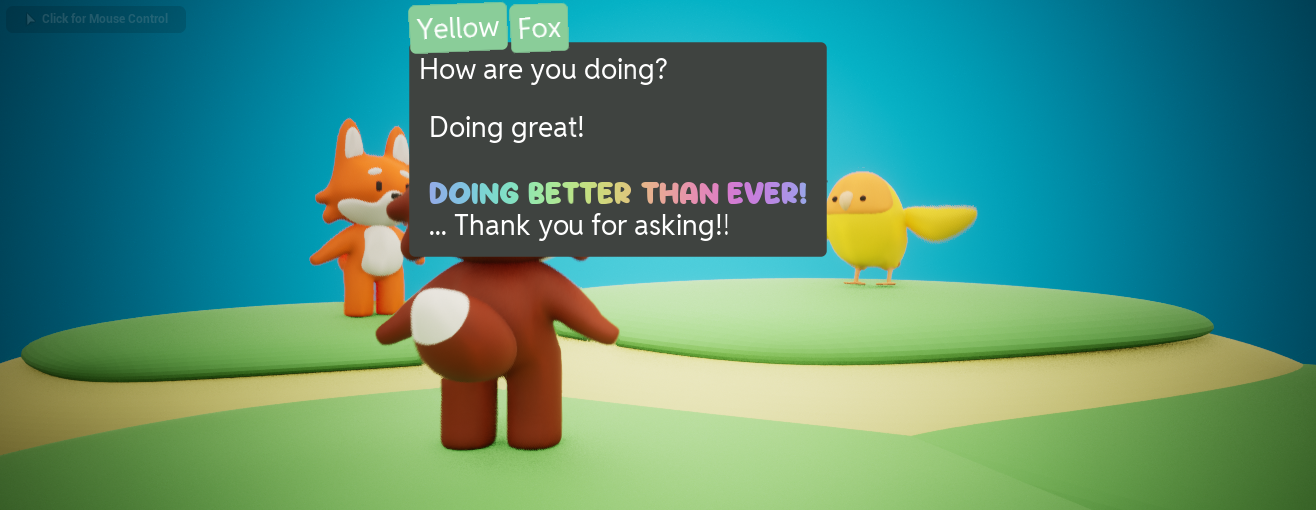 Click for Mouse Control
Yellow Fox
How are you doing?
Doing great!
DOING BETTER THAN EVER!
... Thank you for asking!!